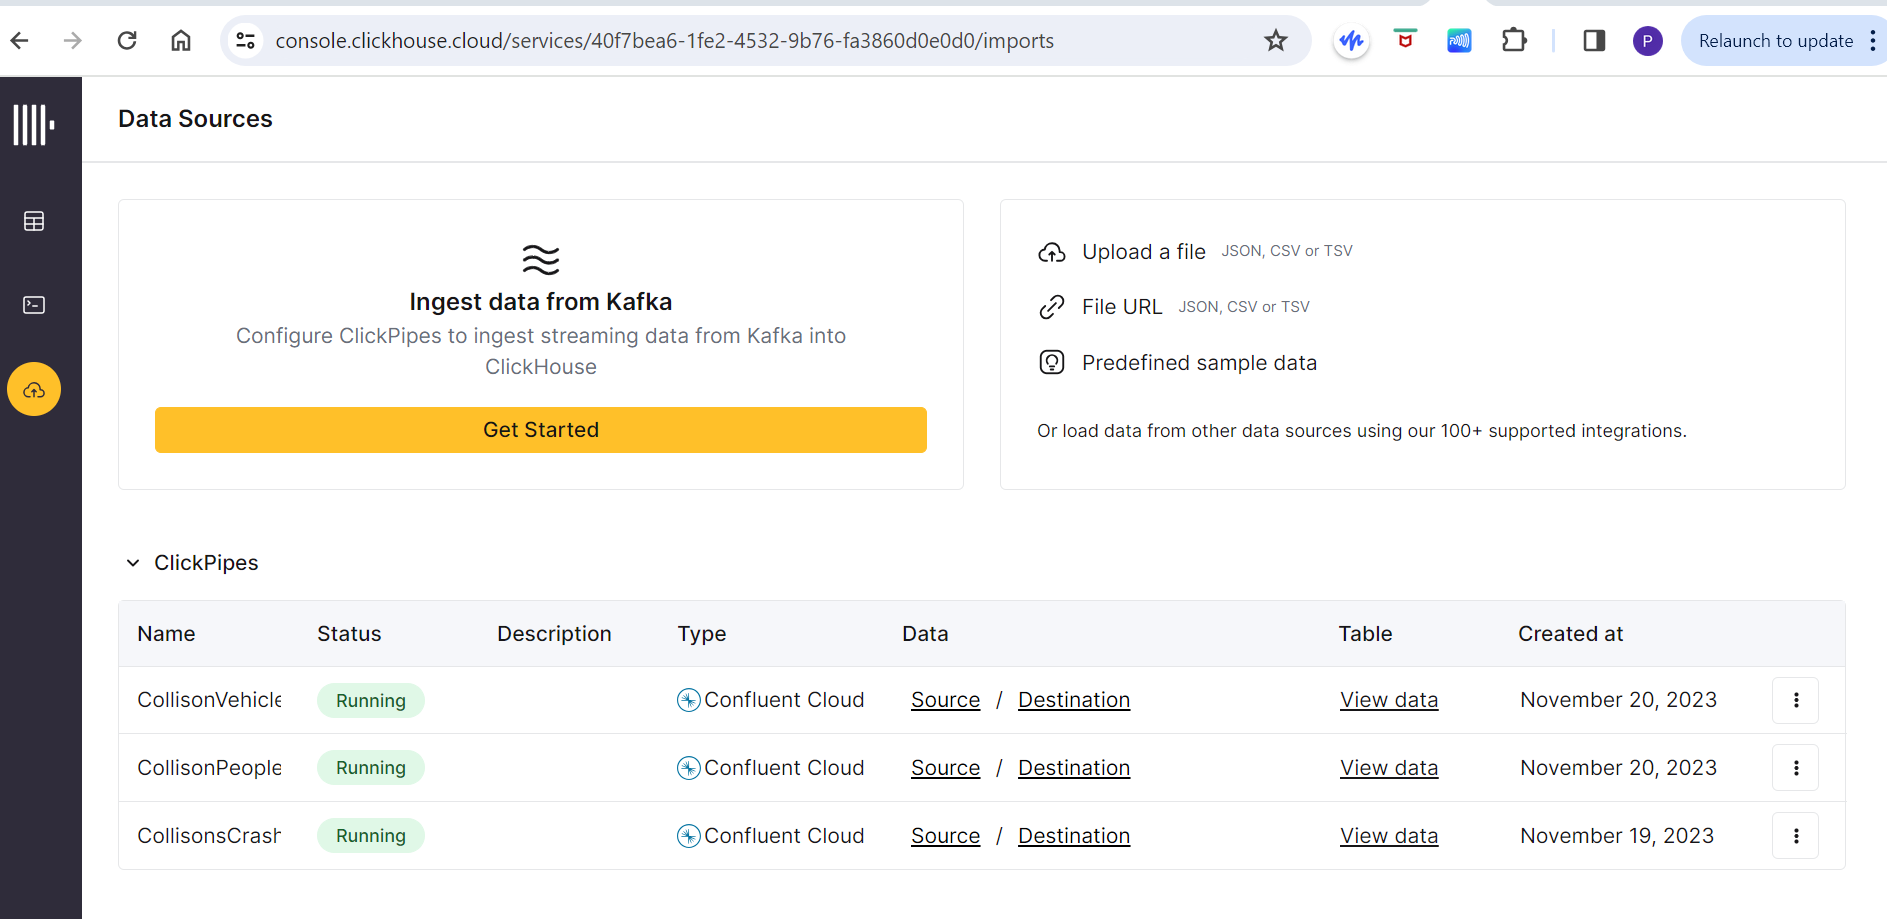 console.clickhouse.cloud/services/40f7bea6-1fe2-4532-9b76-fa3860d0e0d0/imports
P
Relaunch to update
Data Sources
Ingest data from Kafka
Configure ClickPipes to ingest streaming data from Kafka into
ClickHouse
Get Started
Upload a file JSON, CSV or TSV
File URL JSON, CSV or TSV
Predefined sample data
Or load data from other data sources using our 100+ supported integrations.
ClickPipes
Name Status Description Type Data Table Created at
CollisonVehicle Running Confluent Cloud Source / Destination View data November 20, 2023
CollisonPeople Running Confluent Cloud Source / Destination View data November 20, 2023
CollisonsCrash Running Confluent Cloud Source / Destination View data November 19, 2023